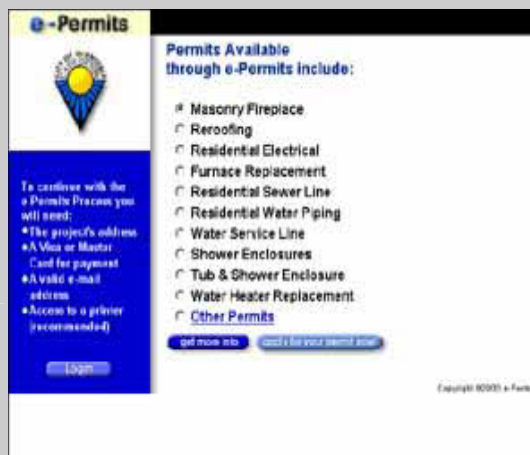 e-Permits
CITY OF
Permits Available
through e-Permits include:
Masonry Fireplace
Reroofing
Residential Electrical
Furnace Replacement
Residential Sewer Line
Residential Water Piping
Water Service Line
Shower Enclosures
Tub & Shower Enclosure
Water Heater Replacement
Other Permits
get more info
apply for your permit now!
To continue with the
e-Permits Process you
will need:
•The project's address
•A Visa or Master
Card for payment
•A valid e-mail
address
•Access to a printer
(recommended)
Login
Copyright